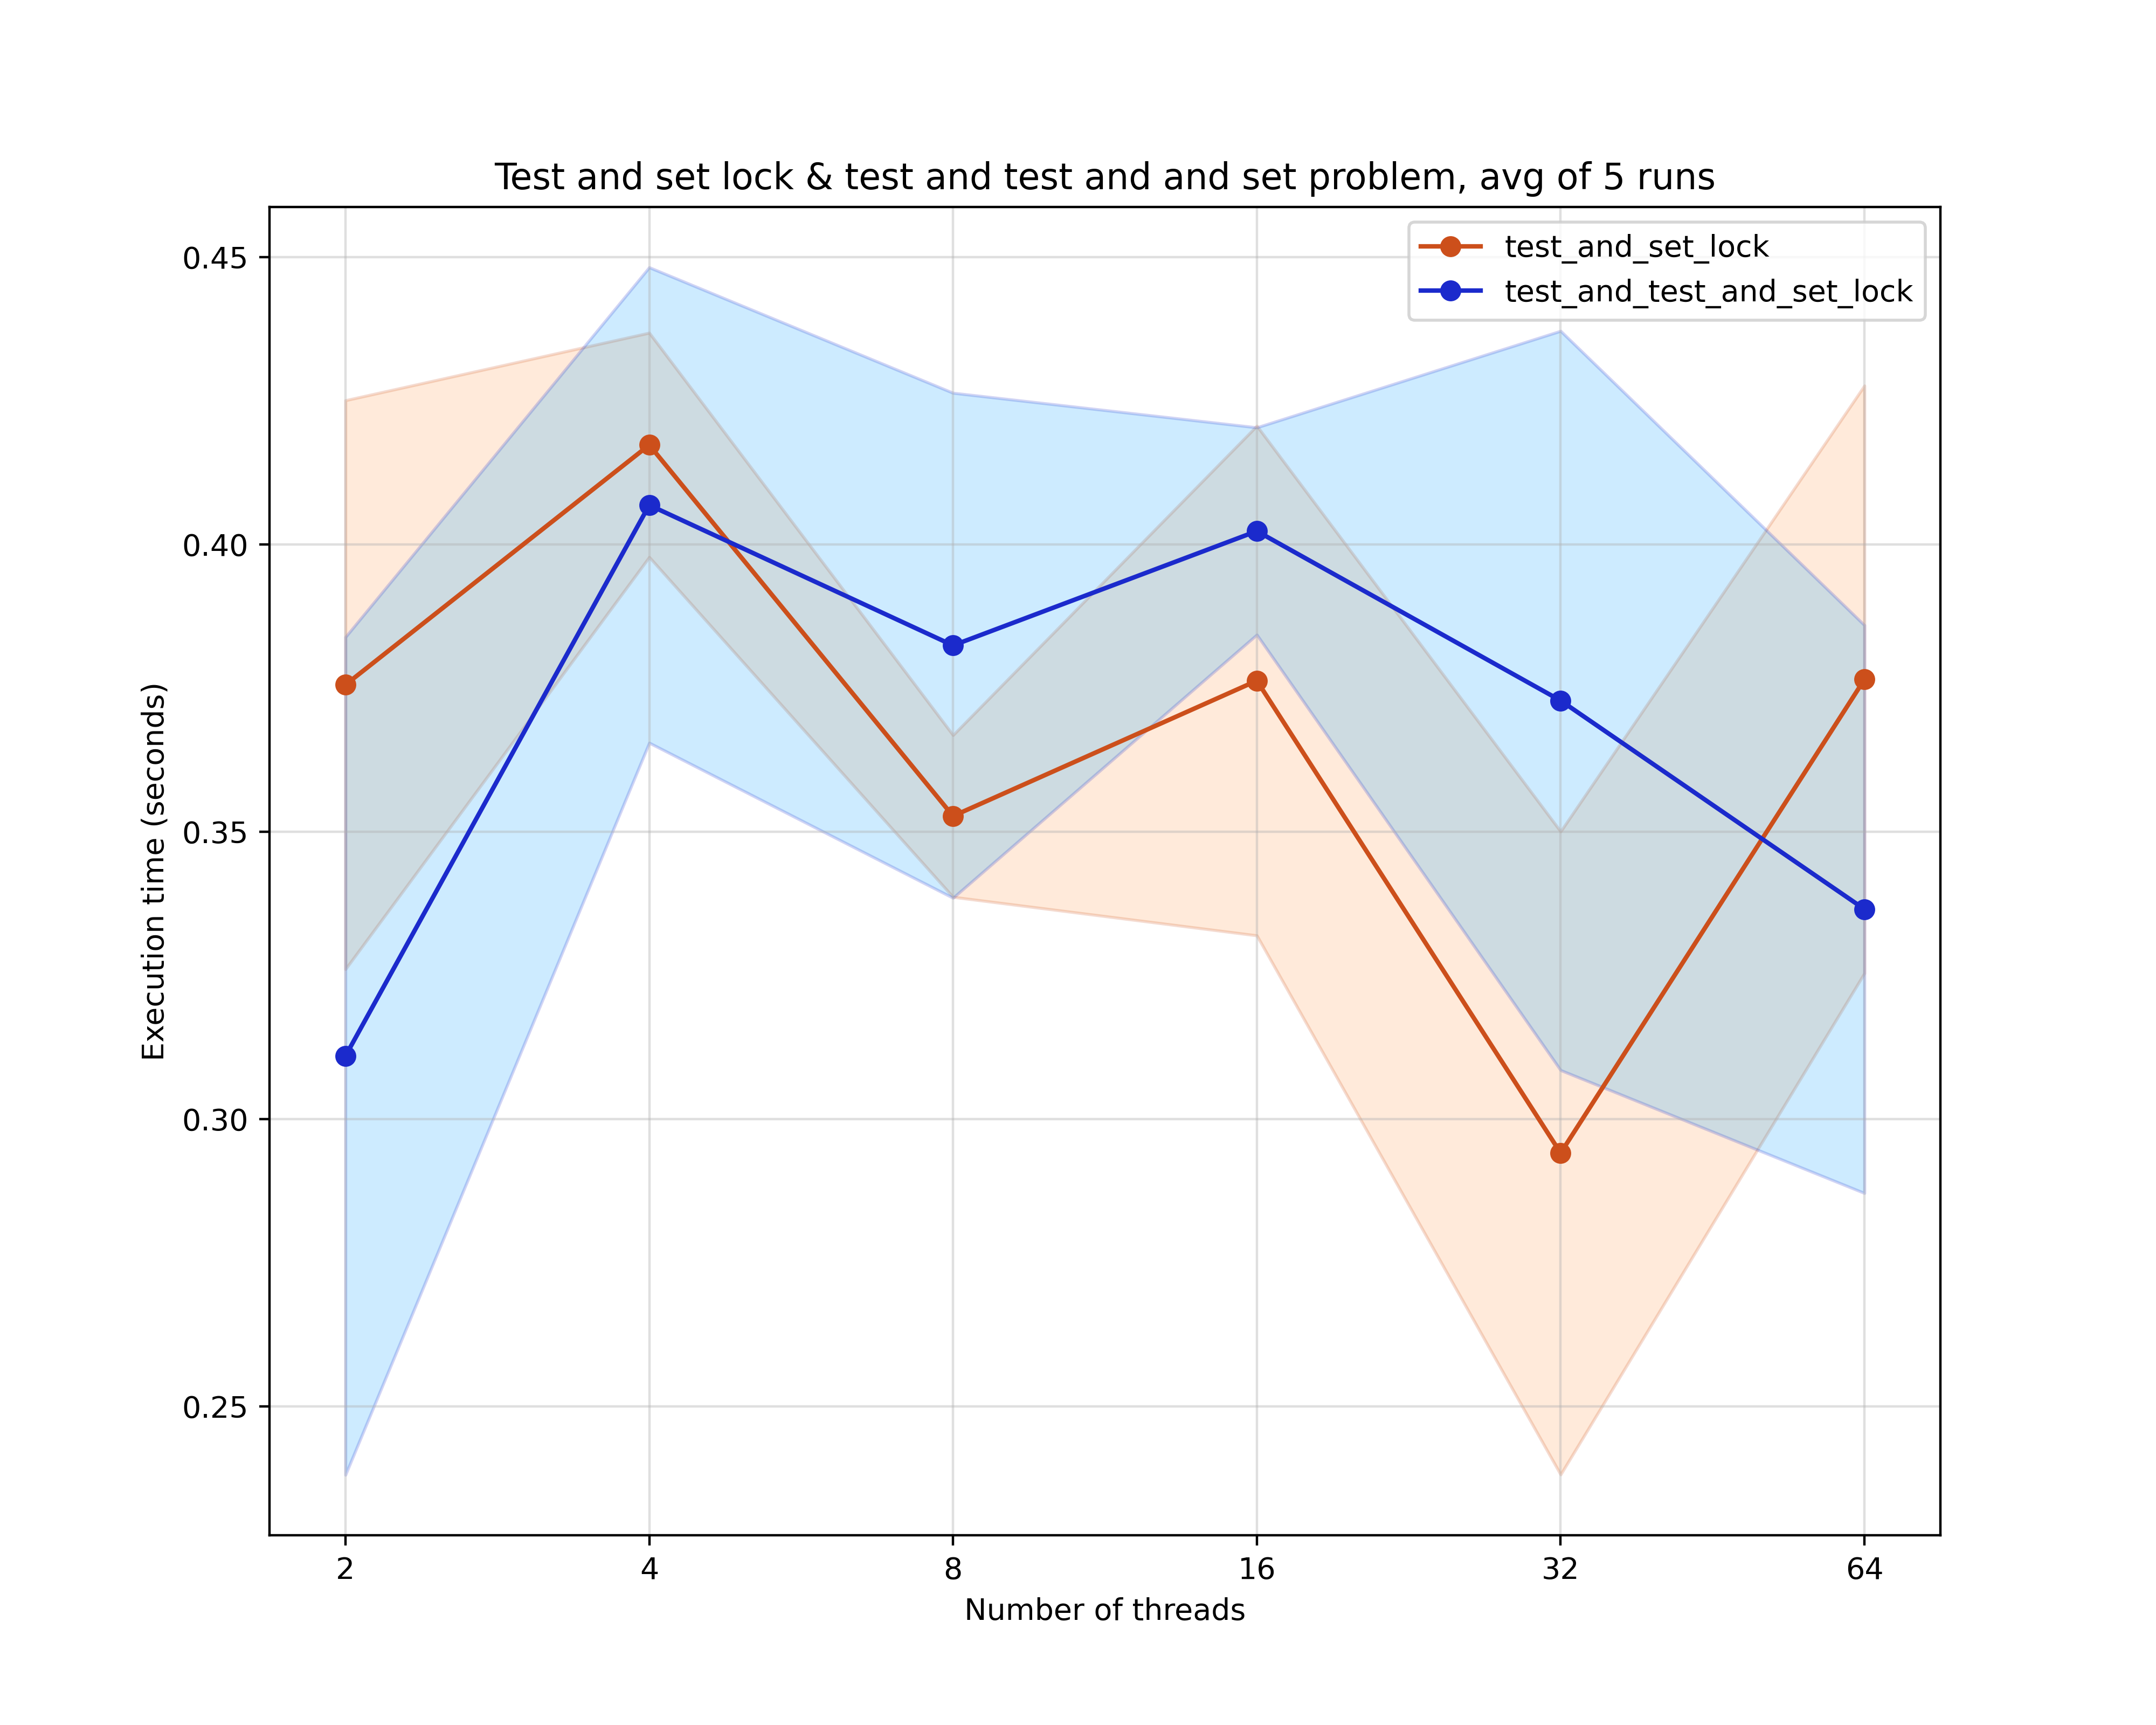 Test and set lock & test and test and and set problem, avg of 5 runs
test_and_set_lock
test_and_test_and_set_lock
Execution time (seconds)
0.45
0.40
0.35
0.30
0.25
2 4 8 16 32 64
Number of threads